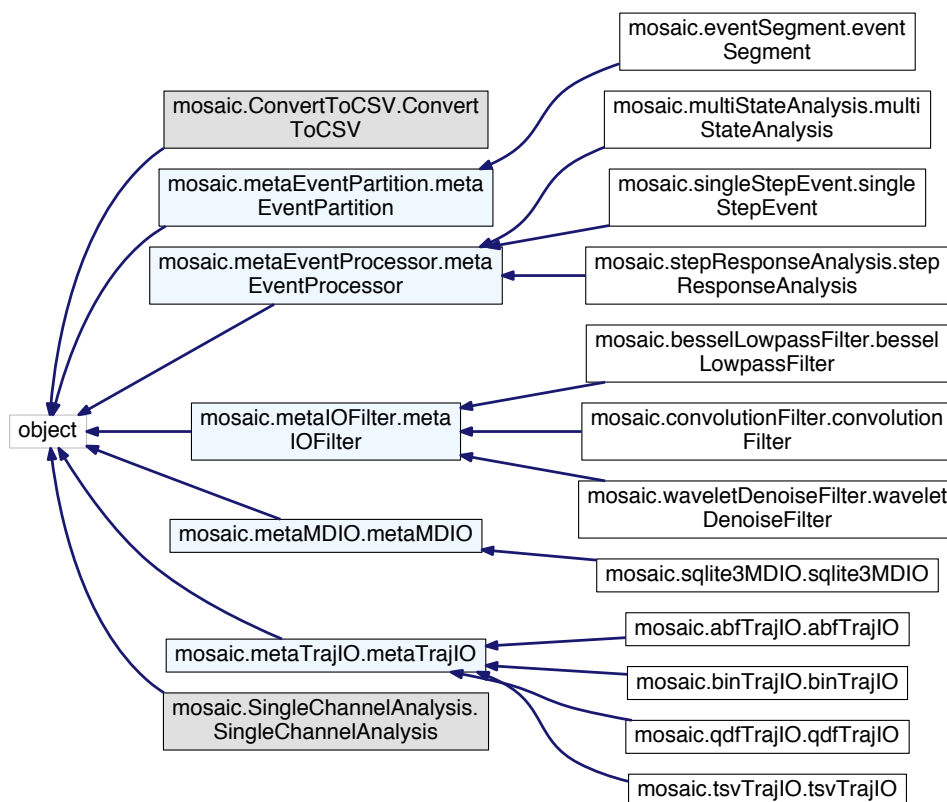 mosaic.eventSegment.event
Segment
mosaic.ConvertToCSV.Convert
ToCSV
mosaic.multiStateAnalysis.multi
StateAnalysis
mosaic.metaEventPartition.meta
EventPartition
mosaic.singleStepEvent.single
StepEvent
mosaic.metaEventProcessor.meta
EventProcessor
mosaic.stepResponseAnalysis.step
ResponseAnalysis
mosaic.besselLowpassFilter.bessel
LowpassFilter
object
mosaic.metaIOFilter.meta
IOFilter
mosaic.convolutionFilter.convolution
Filter
mosaic.waveletDenoiseFilter.wavelet
DenoiseFilter
mosaic.metaMDIO.metaMDIO
mosaic.sqlite3MDIO.sqlite3MDIO
mosaic.abfTrajIO.abfTrajIO
mosaic.metaTrajIO.metaTrajIO
mosaic.binTrajIO.binTrajIO
mosaic.SingleChannelAnalysis.
SingleChannelAnalysis
mosaic.qdfTrajIO.qdfTrajIO
mosaic.tsvTrajIO.tsvTrajIO